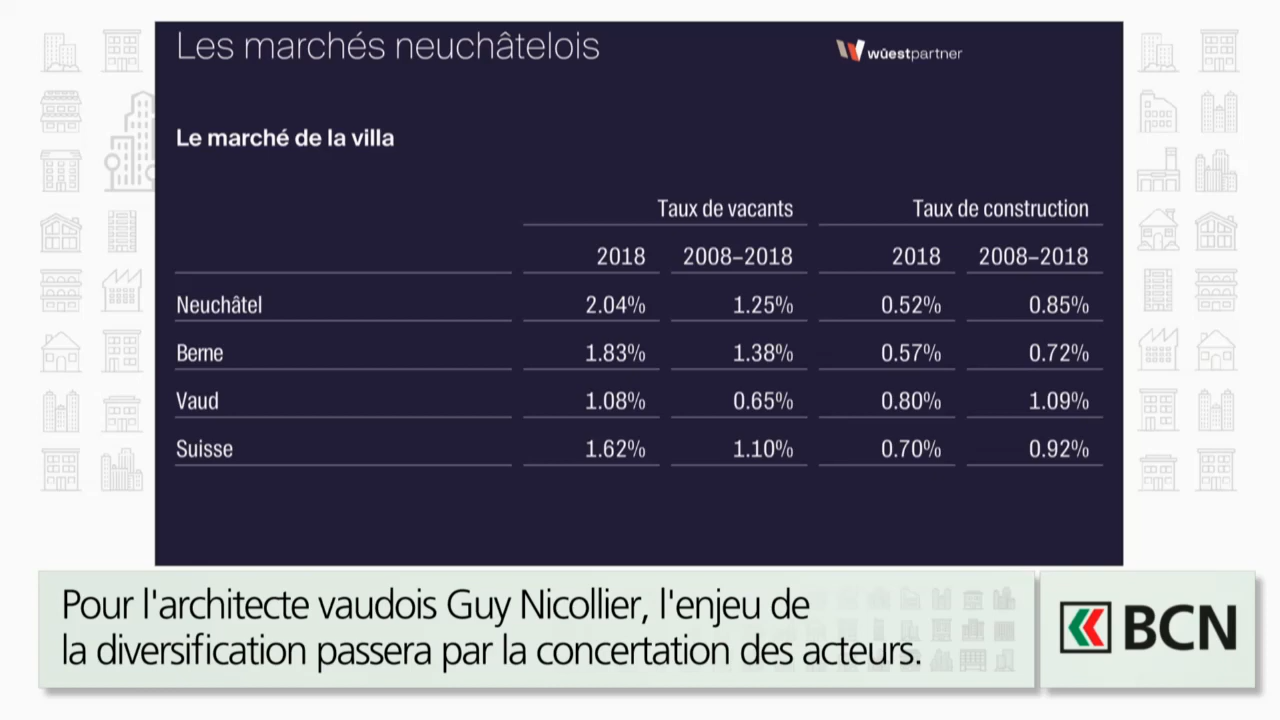 Les marchés neuchâtelois
wüestpartner
Le marché de la villa
Taux de vacants Taux de construction
2018 2008–2018 2018 2008–2018
Neuchâtel 2.04% 1.25% 0.52% 0.85%
Berne 1.83% 1.38% 0.57% 0.72%
Vaud 1.08% 0.65% 0.80% 1.09%
Suisse 1.62% 1.10% 0.70% 0.92%
Pour l'architecte vaudois Guy Nicollier, l'enjeu de
la diversification passera par la concertation des acteurs.
BCN